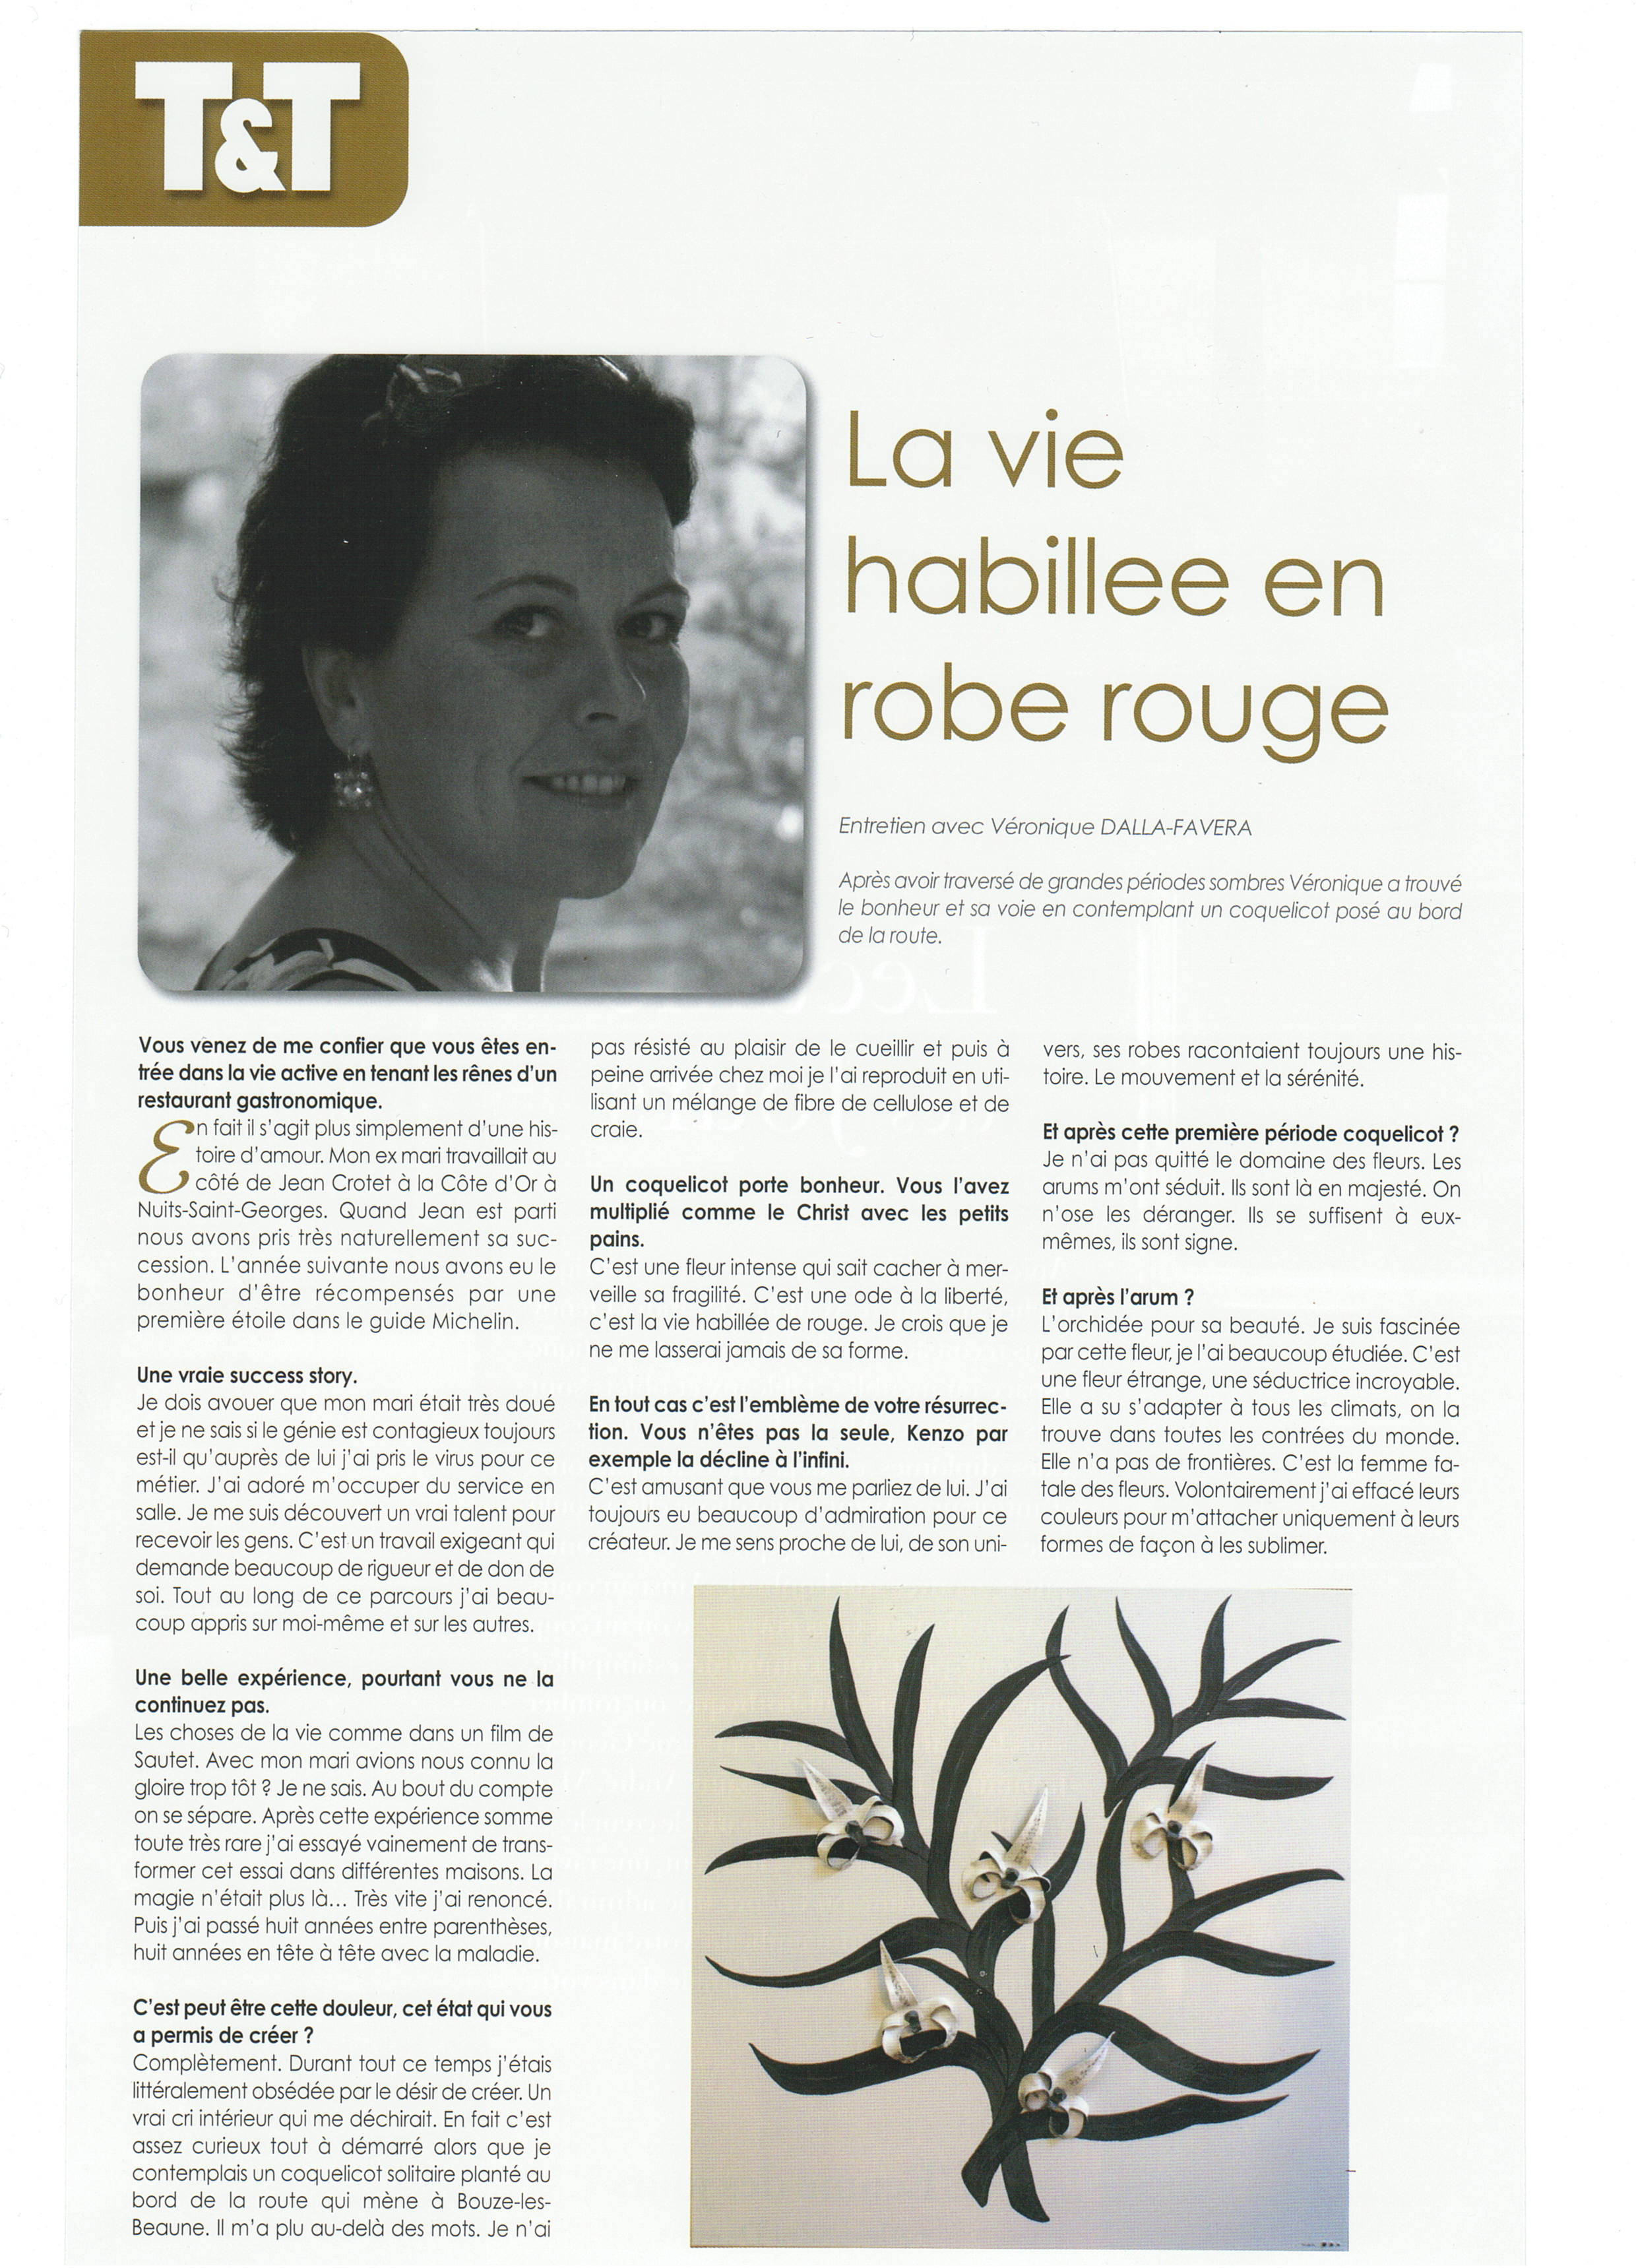 T&T
La vie
habillee en
robe rouge
Entretien avec Véronique DALLA-FAVERA
Après avoir traversé de grandes périodes sombres Véronique a trouvé
le bonheur et sa voie en contemplant un coquelicot posé au bord
de la route.
Vous venez de me confier que vous êtes en-
trée dans la vie active en tenant les rênes d'un
restaurant gastronomique.
En fait il s'agit plus simplement d'une his-
toire d'amour. Mon ex mari travaillait au
côté de Jean Crotet à la Côte d'Or à
Nuits-Saint-Georges. Quand Jean est parti
nous avons pris très naturellement sa suc-
cession. L'année suivante nous avons eu le
bonheur d'être récompensés par une
première étoile dans le guide Michelin.
Une vraie success story.
Je dois avouer que mon mari était très doué
et je ne sais si le génie est contagieux toujours
est-il qu'auprès de lui j'ai pris le virus pour ce
métier. J'ai adoré m'occuper du service en
salle. Je me suis découvert un vrai talent pour
recevoir les gens. C'est un travail exigeant qui
demande beaucoup de rigueur et de don de
soi. Tout au long de ce parcours j'ai beau-
coup appris sur moi-même et sur les autres.
Une belle expérience, pourtant vous ne la
continuez pas.
Les choses de la vie comme dans un film de
Sautet. Avec mon mari avions nous connu la
gloire trop tôt ? Je ne sais. Au bout du compte
on se sépare. Après cette expérience somme
toute très rare j'ai essayé vainement de trans-
former cet essai dans différentes maisons. La
magie n'était plus là... Très vite j'ai renoncé.
Puis j'ai passé huit années entre parenthèses,
huit années en tête à tête avec la maladie.
C'est peut être cette douleur, cet état qui vous
a permis de créer ?
Complètement. Durant tout ce temps j'étais
littéralement obsédée par le désir de créer. Un
vrai cri intérieur qui me déchirait. En fait c'est
assez curieux tout à démarré alors que je
contemplais un coquelicot solitaire planté au
bord de la route qui mène à Bouze-les-
Beaune. Il m'a plu au-delà des mots. Je n'ai
pas résisté au plaisir de le cueillir et puis à
peine arrivée chez moi je l'ai reproduit en uti-
lisant un mélange de fibre de cellulose et de
craie.
Un coquelicot porte bonheur. Vous l'avez
multiplié comme le Christ avec les petits
pains.
C'est une fleur intense qui sait cacher à mer-
veille sa fragilité. C'est une ode à la liberté,
c'est la vie habillée de rouge. Je crois que je
ne me lasserai jamais de sa forme.
En tout cas c'est l'emblème de votre résurrec-
tion. Vous n'êtes pas la seule, Kenzo par
exemple la décline à l'infini.
C'est amusant que vous me parliez de lui. J'ai
toujours eu beaucoup d'admiration pour ce
créateur. Je me sens proche de lui, de son uni-
vers, ses robes racontaient toujours une his-
toire. Le mouvement et la sérénité.
Et après cette première période coquelicot ?
Je n'ai pas quitté le domaine des fleurs. Les
arums m'ont séduit. Ils sont là en majesté. On
n'ose les déranger. Ils se suffisent à eux-
mêmes, ils sont signe.
Et après l'arum ?
L'orchidée pour sa beauté. Je suis fascinée
par cette fleur, je l'ai beaucoup étudiée. C'est
une fleur étrange, une séductrice incroyable.
Elle a su s'adapter à tous les climats, on la
trouve dans toutes les contrées du monde.
Elle n'a pas de frontières. C'est la femme fa-
tale des fleurs. Volontairement j'ai effacé leurs
couleurs pour m'attacher uniquement à leurs
formes de façon à les sublimer.